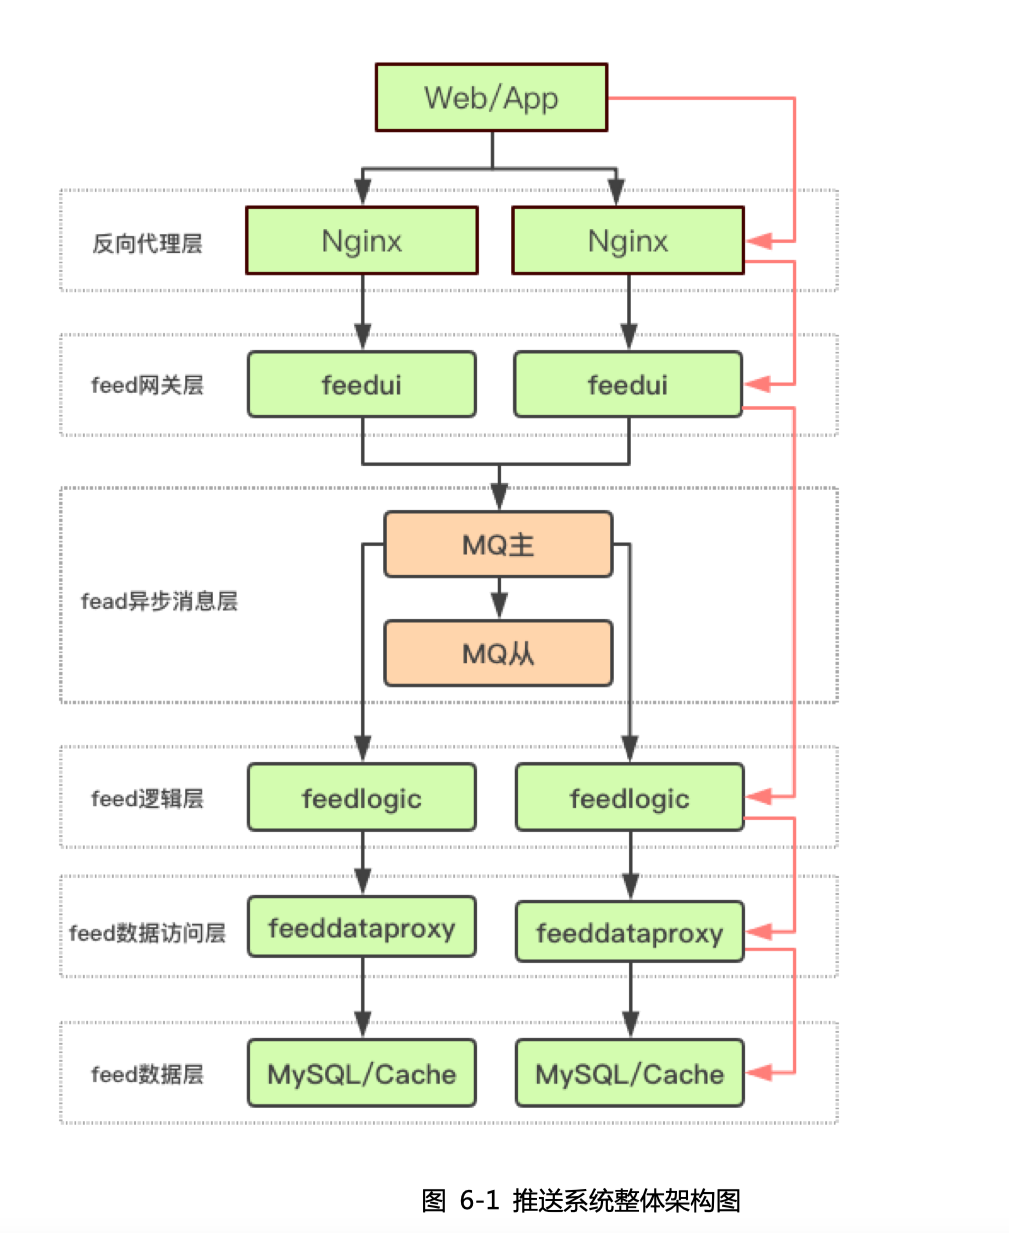 Web/App
反向代理层
Nginx
Nginx
feed网关层
feedui
feedui
MQ主
fead异步消息层
MQ从
feed逻辑层
feedlogic
feedlogic
feed数据访问层
feeddataproxy
feeddataproxy
feed数据层
MySQL/Cache
MySQL/Cache
图 6-1 推送系统整体架构图